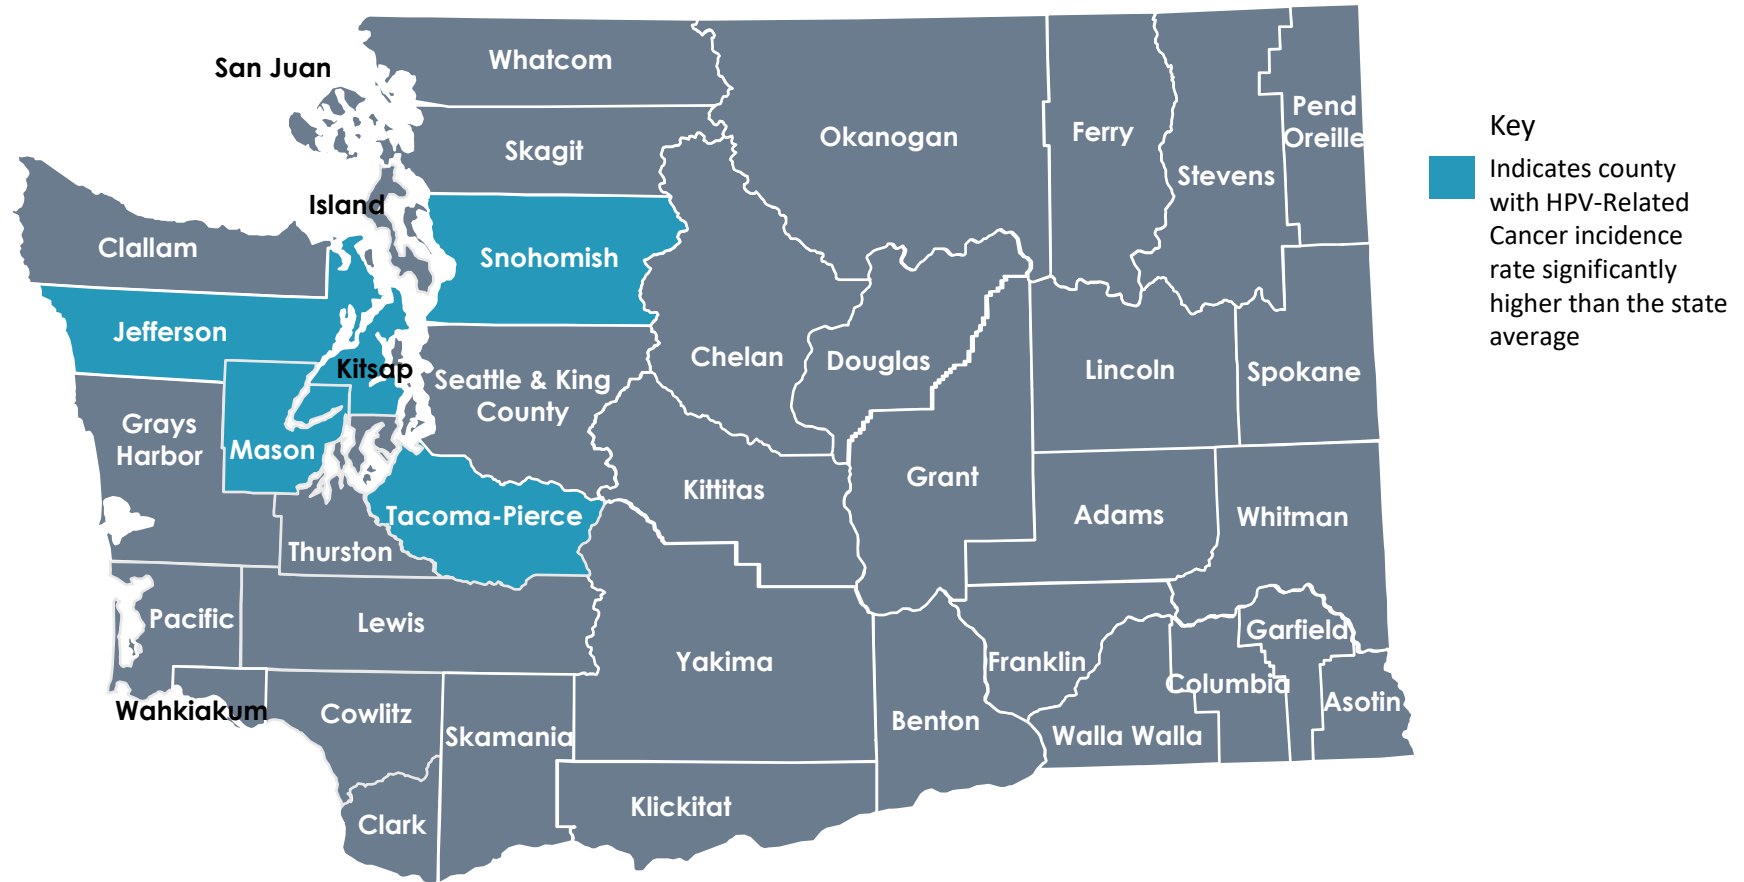 San Juan
Whatcom
Pend
Oreille
Key
Okanogan
Ferry
Skagit
Stevens
Indicates county
with HPV-Related
Cancer incidence
rate significantly
higher than the state
average
Island
Clallam
Snohomish
Jefferson
Kitsap
Seattle & King
County
Chelan
Douglas
Lincoln
Spokane
Grays
Harbor
Mason
Kittitas
Grant
Tacoma-Pierce
Adams
Whitman
Thurston
Pacific
Lewis
Garfield
Yakima
Franklin
Columbia
Asotin
Wahkiakum
Cowlitz
Skamania
Benton
Walla Walla
Klickitat
Clark